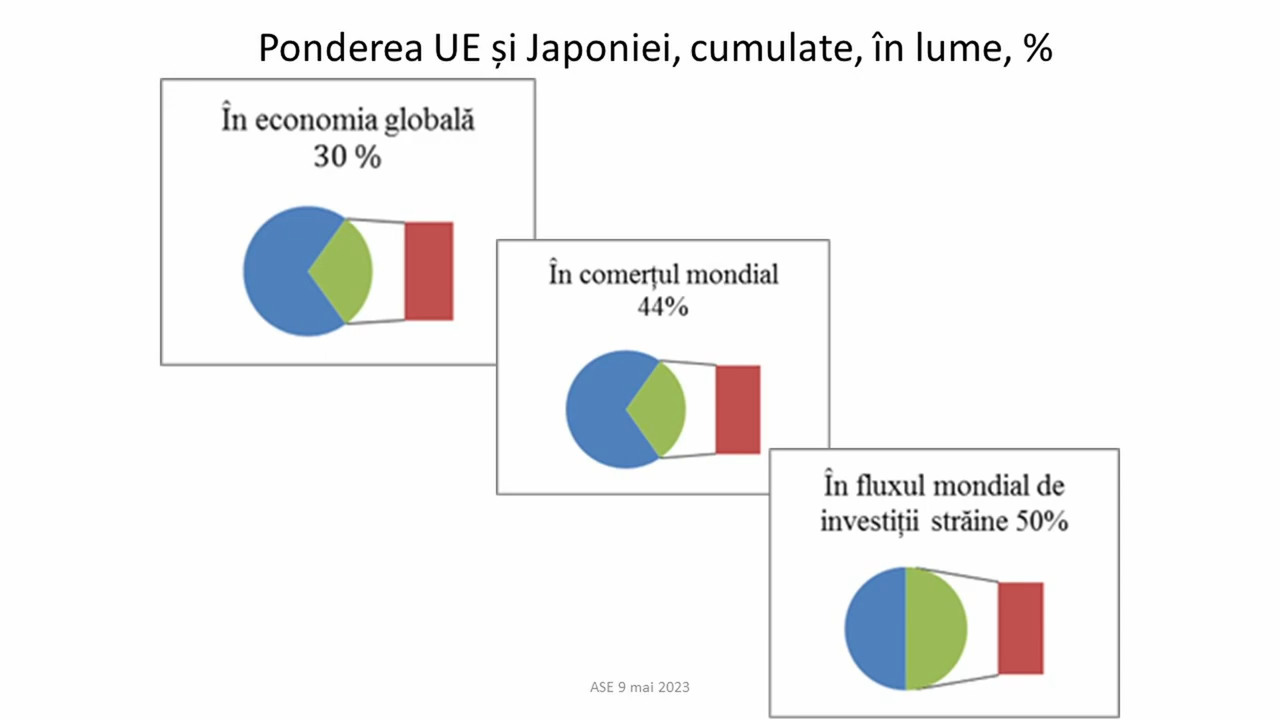 Ponderea UE și Japoniei, cumulate, în lume, %
În economia globală
30 %
În comerțul mondial
44%
În fluxul mondial de
investiții străine 50%
ASE 9 mai 2023